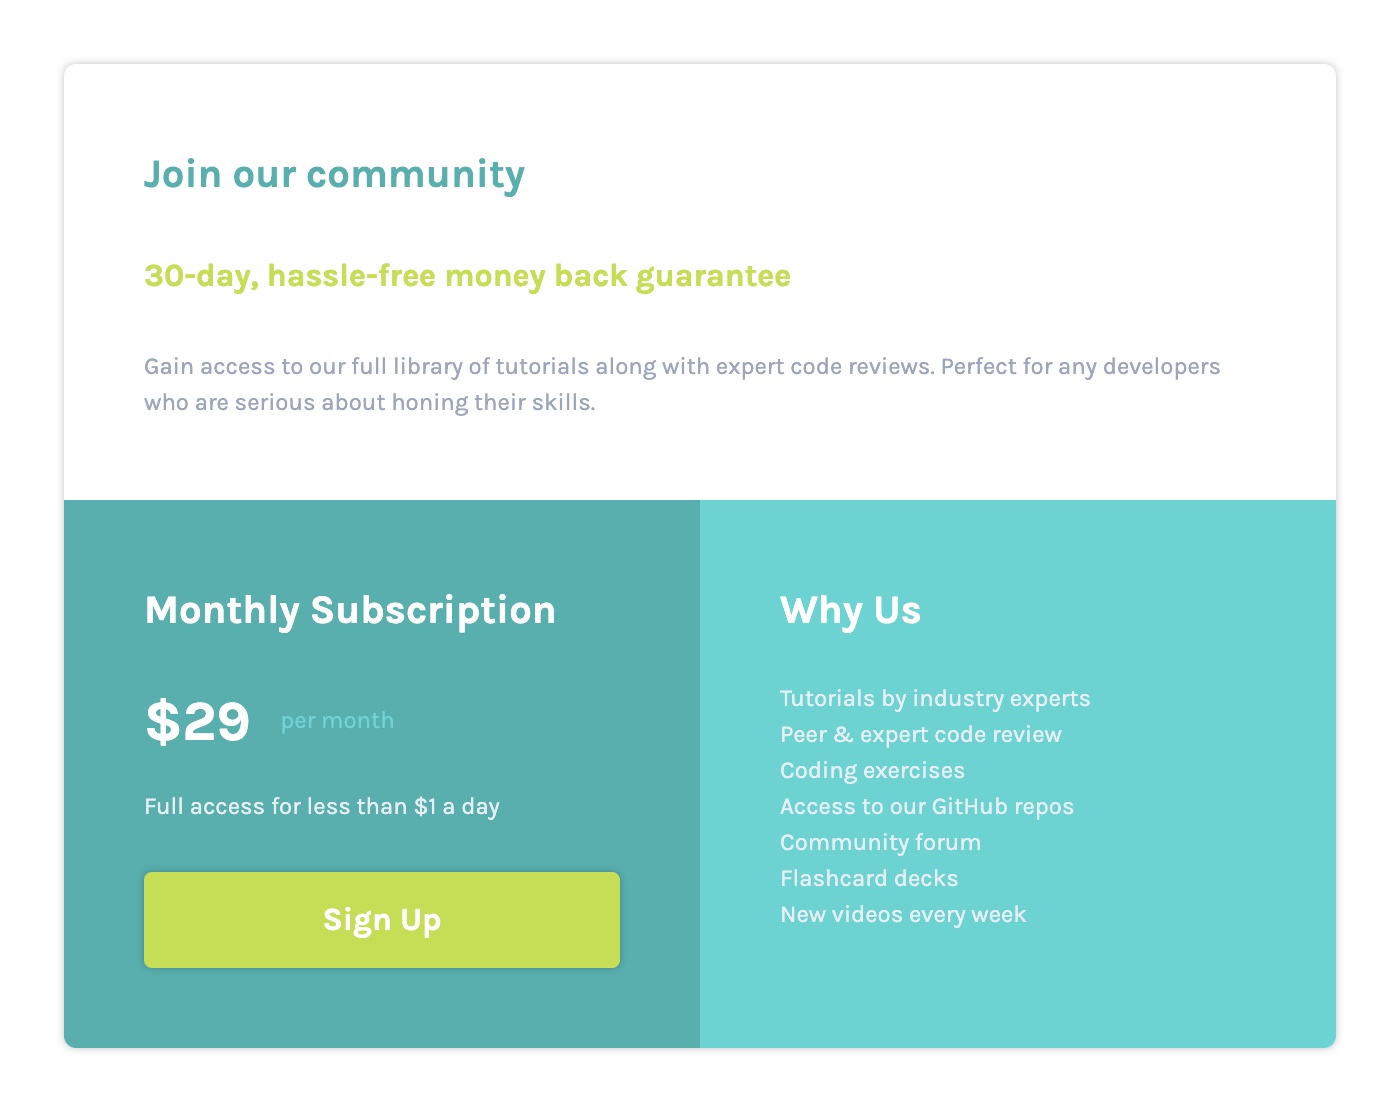 Join our community
30-day, hassle-free money back guarantee
Gain access to our full library of tutorials along with expert code reviews. Perfect for any developers
who are serious about honing their skills.
Monthly Subscription
$29 per month
Full access for less than $1 a day
Sign Up
Why Us
Tutorials by industry experts
Peer & expert code review
Coding exercises
Access to our GitHub repos
Community forum
Flashcard decks
New videos every week